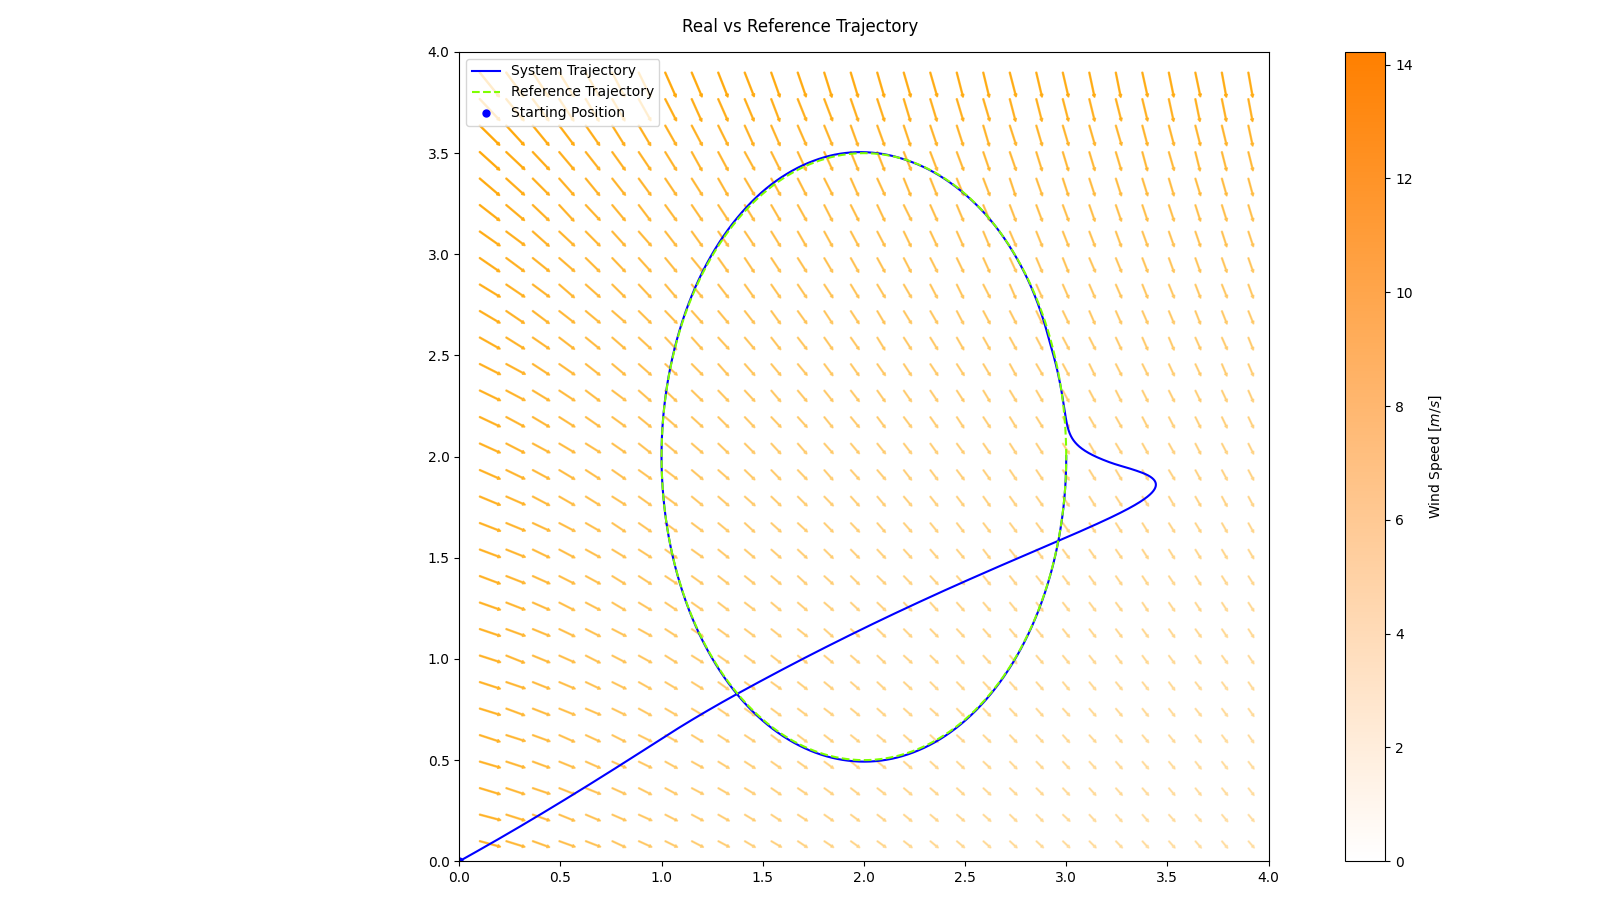 Real vs Reference Trajectory
System Trajectory
Reference Trajectory
Starting Position
4.0
3.5
3.0
2.5
2.0
1.5
1.0
0.5
0.0
0.0 0.5 1.0 1.5 2.0 2.5 3.0 3.5 4.0
14
12
10
8
6
4
2
0
Wind Speed [m/s]